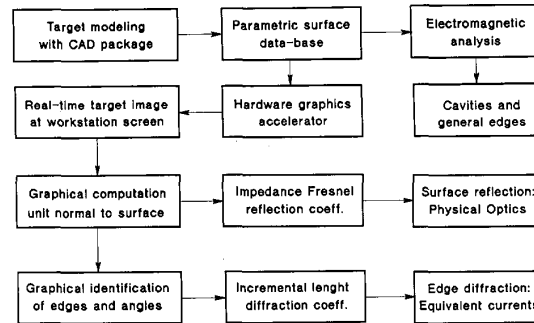 Target modeling
with CAD package
Parametric surface
data-base
Electromagnetic
analysis
Real-time target image
at workstation screen
Hardware graphics
accelerator
Cavities and
general edges
Graphical computation
unit normal to surface
Impedance Fresnel
reflection coeff.
Surface reflection:
Physical Optics
Graphical identification
of edges and angles
Incremental lenght
diffraction coeff.
Edge diffraction:
Equivalent currents